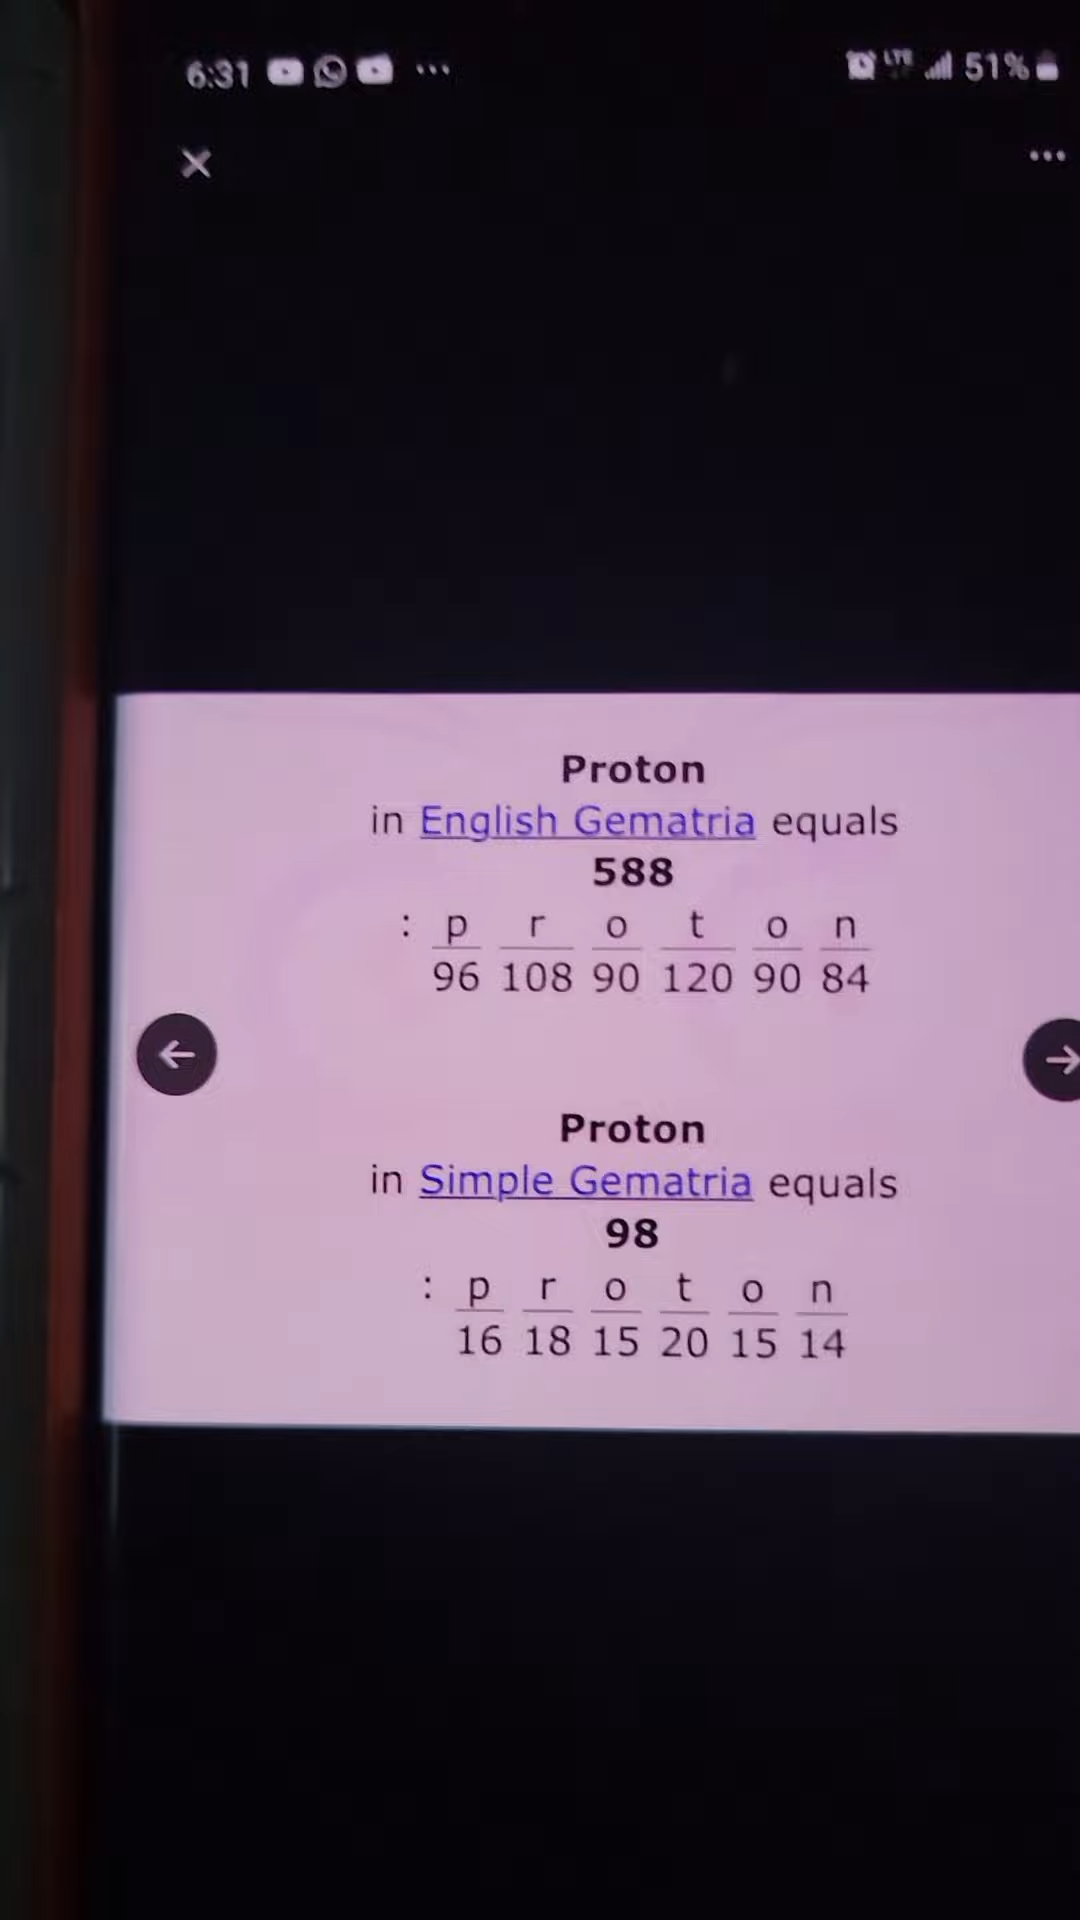 6:31 ... LTE 51%
Proton
in English Gematria equals
588
: p r o t o n
96 108 90 120 90 84
Proton
in Simple Gematria equals
98
: p r o t o n
16 18 15 20 15 14